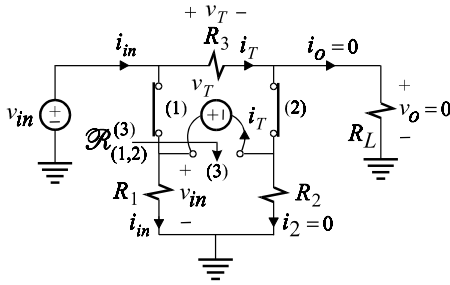 + v_T −
R_3
i_in
i_T
i_o = 0
v_T
(1)
(2)
v_in
+ −
+ −
i_T
+
v_o = 0
−
R_L
ℛ^(3)_(1,2)
(3)
+
R_1
v_in
R_2
i_in
−
i_2 = 0